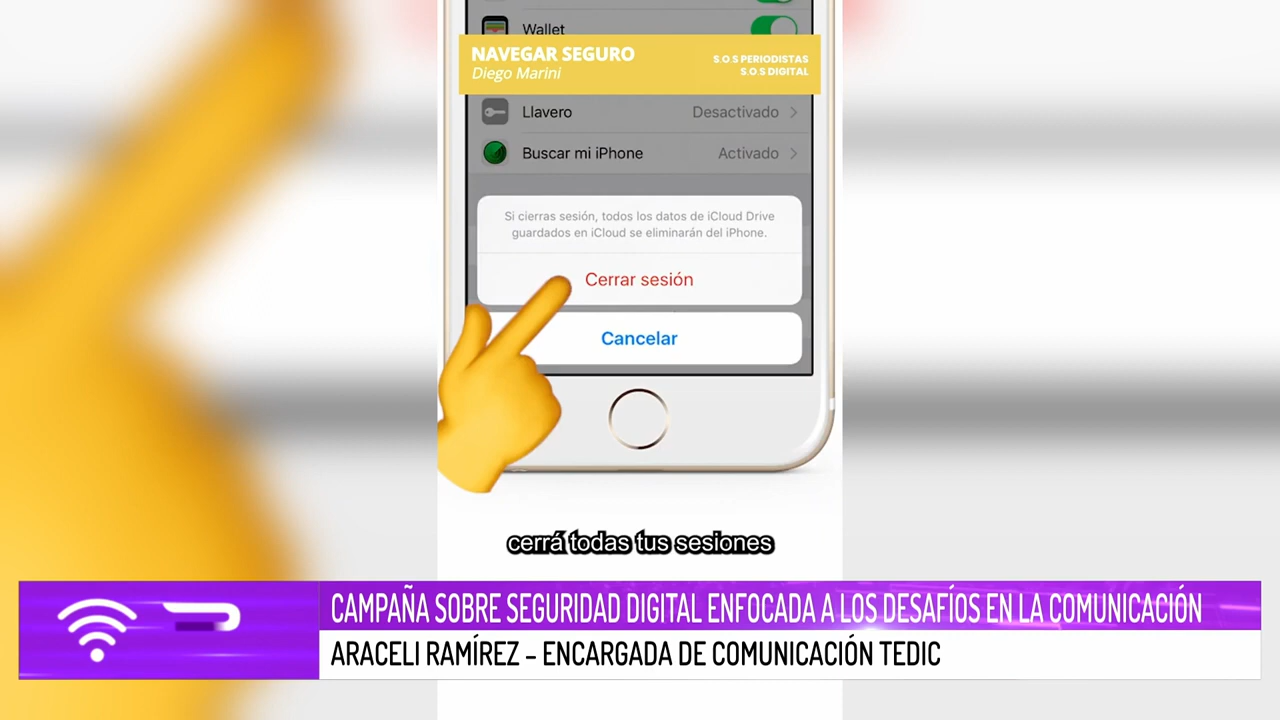 Wallet
NAVEGAR SEGURO
Diego Marini
S.O.S PERIODISTAS
S.O.S DIGITAL
Llavero Desactivado
Buscar mi iPhone Activado
Si cierras sesión, todos los datos de iCloud Drive
guardados en iCloud se eliminarán del iPhone.
Cerrar sesión
Cancelar
cerrá todas tus sesiones
CAMPAÑA SOBRE SEGURIDAD DIGITAL ENFOCADA A LOS DESAFÍOS EN LA COMUNICACIÓN
ARACELI RAMÍREZ - ENCARGADA DE COMUNICACIÓN TEDIC